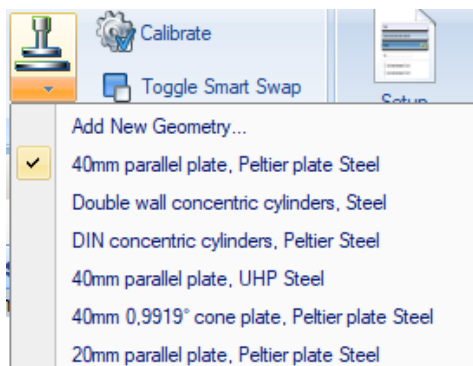 Calibrate
Toggle Smart Swap
Setup
Add New Geometry...
40mm parallel plate, Peltier plate Steel
Double wall concentric cylinders, Steel
DIN concentric cylinders, Peltier Steel
40mm parallel plate, UHP Steel
40mm 0,9919° cone plate, Peltier plate Steel
20mm parallel plate, Peltier plate Steel